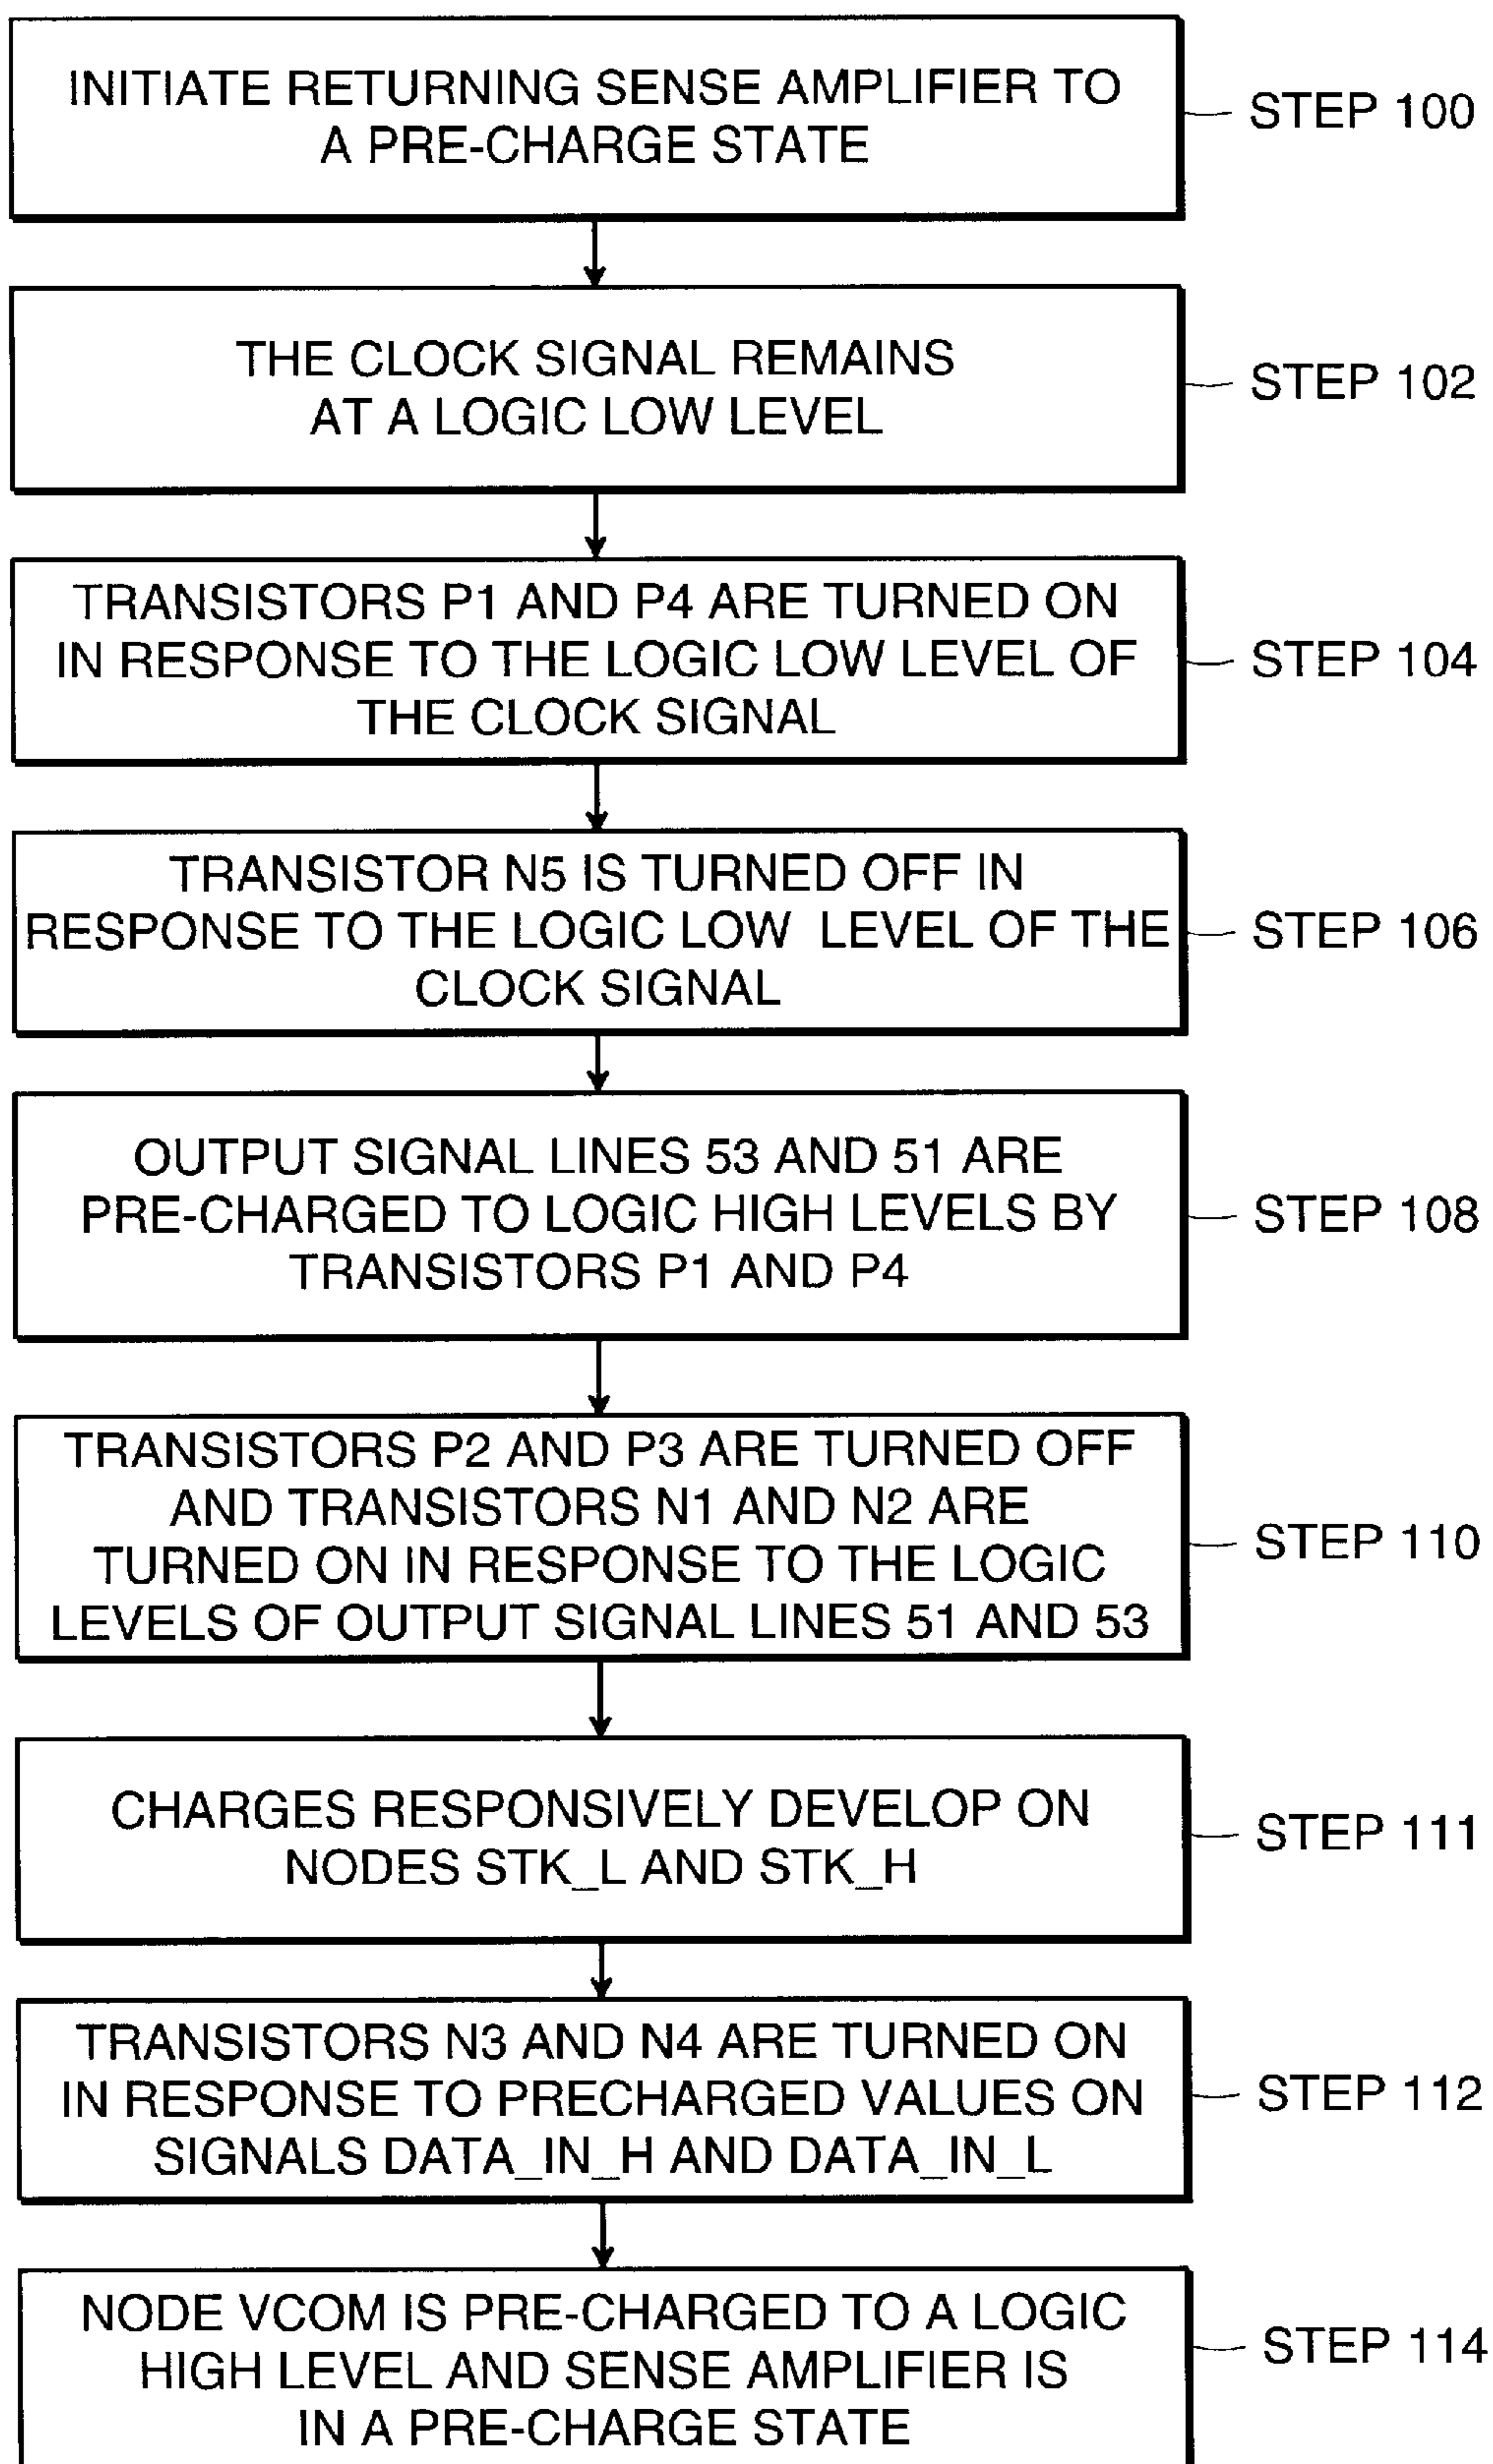 INITIATE RETURNING SENSE AMPLIFIER TO
A PRE-CHARGE STATE
STEP 100
THE CLOCK SIGNAL REMAINS
AT A LOGIC LOW LEVEL
STEP 102
TRANSISTORS P1 AND P4 ARE TURNED ON
IN RESPONSE TO THE LOGIC LOW LEVEL OF
THE CLOCK SIGNAL
STEP 104
TRANSISTOR N5 IS TURNED OFF IN
RESPONSE TO THE LOGIC LOW LEVEL OF THE
CLOCK SIGNAL
STEP 106
OUTPUT SIGNAL LINES 53 AND 51 ARE
PRE-CHARGED TO LOGIC HIGH LEVELS BY
TRANSISTORS P1 AND P4
STEP 108
TRANSISTORS P2 AND P3 ARE TURNED OFF
AND TRANSISTORS N1 AND N2 ARE
TURNED ON IN RESPONSE TO THE LOGIC
LEVELS OF OUTPUT SIGNAL LINES 51 AND 53
STEP 110
CHARGES RESPONSIVELY DEVELOP ON
NODES STK_L AND STK_H
STEP 111
TRANSISTORS N3 AND N4 ARE TURNED ON
IN RESPONSE TO PRECHARGED VALUES ON
SIGNALS DATA_IN_H AND DATA_IN_L
STEP 112
NODE VCOM IS PRE-CHARGED TO A LOGIC
HIGH LEVEL AND SENSE AMPLIFIER IS
IN A PRE-CHARGE STATE
STEP 114